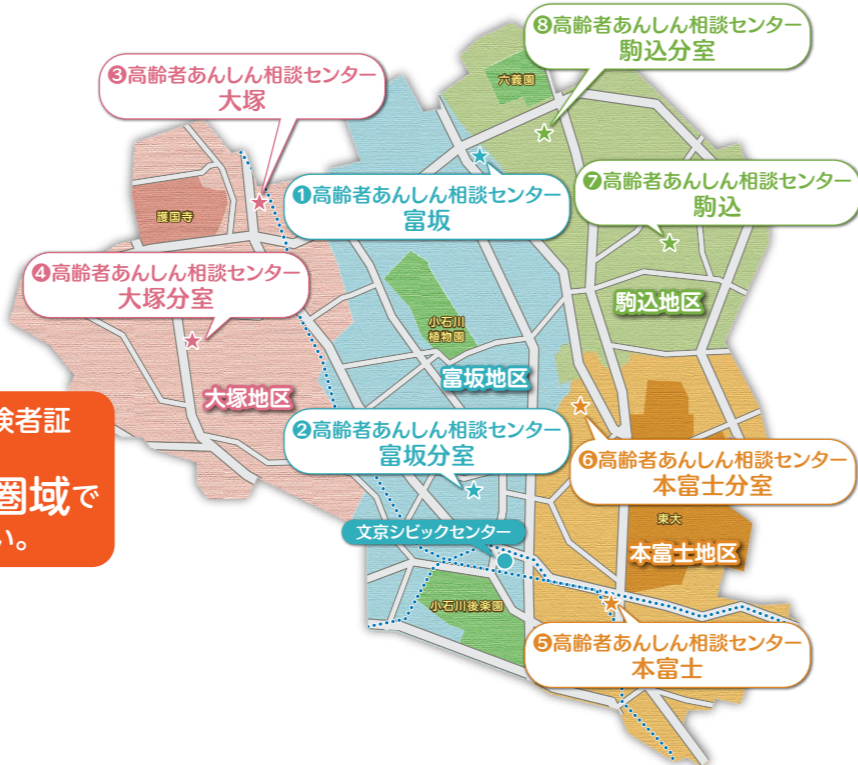 ❽高齢者あんしん相談センター
駒込分室
六義園
❸高齢者あんしん相談センター
大塚
❶高齢者あんしん相談センター
富坂
❼高齢者あんしん相談センター
駒込
護国寺
❹高齢者あんしん相談センター
大塚分室
駒込地区
小石川
植物園
富坂地区
大塚地区
❷高齢者あんしん相談センター
富坂分室
❻高齢者あんしん相談センター
本富士分室
険者証
圏域で
い。
東大
文京シビックセンター
本富士地区
小石川後楽園
❺高齢者あんしん相談センター
本富士